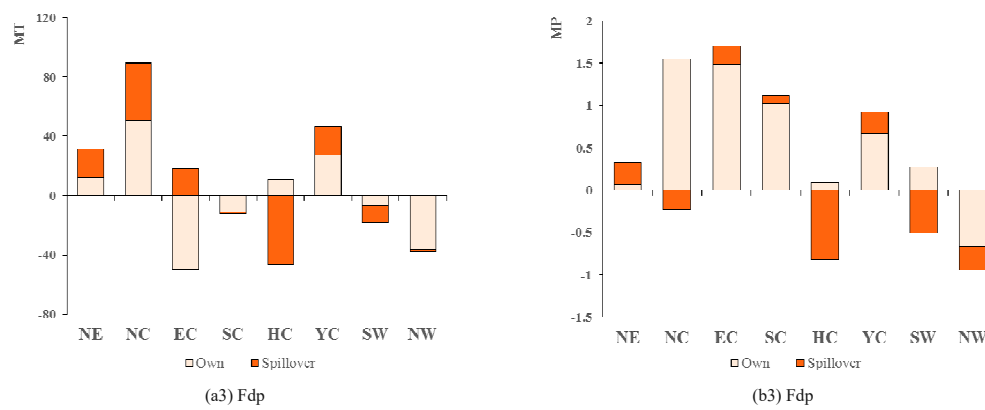 MT
120
80
40
0
-40
-80
NE NC EC SC HC YC SW NW
Own Spillover
(a3) Fdp
MP
2
1.5
1
0.5
0
-0.5
-1
-1.5
NE NC EC SC HC YC SW NW
Own Spillover
(b3) Fdp